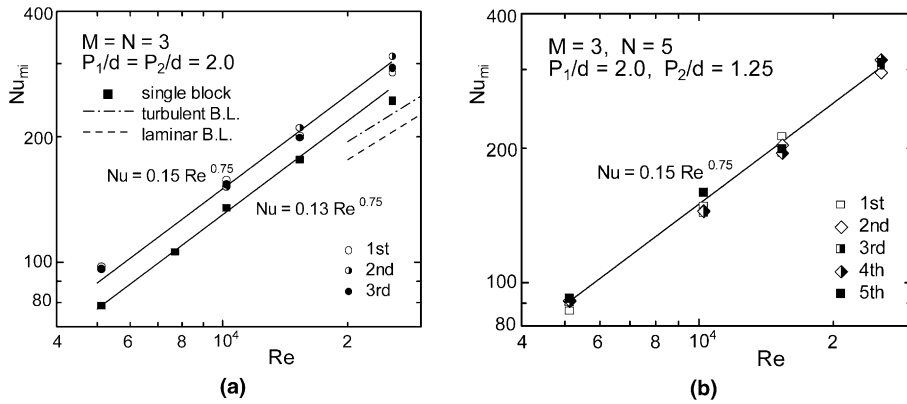 (a)
M = N = 3
P1/d = P2/d = 2.0
single block
turbulent B.L.
laminar B.L.
Nu = 0.15 Re^0.75
Nu = 0.13 Re^0.75
1st
2nd
3rd
Nu_mi
400
200
100
80
4 6 8 10^4 2
Re
(a)
M = 3, N = 5
P1/d = 2.0, P2/d = 1.25
Nu = 0.15 Re^0.75
1st
2nd
3rd
4th
5th
Nu_mi
400
200
100
80
4 6 8 10^4 2
Re
(b)